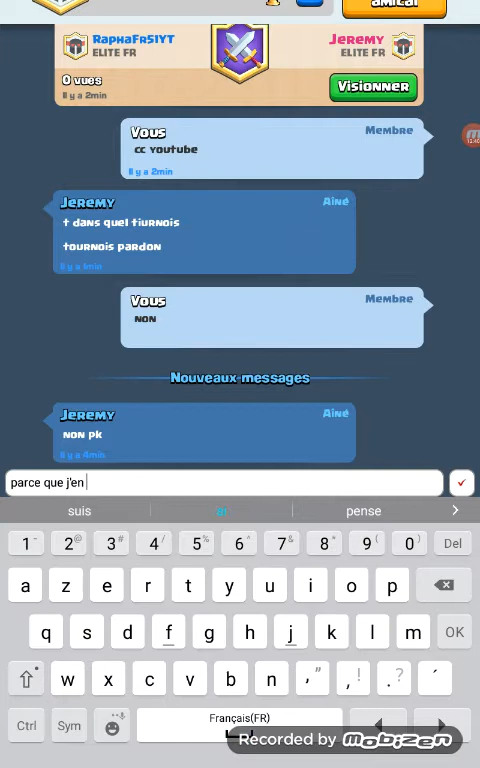 amical
RaphaFr51YT
ELITE FR
Jeremy
ELITE FR
0 vues
Il y a 2min
Visionner
Vous
Membre
cc youtube
Il y a 2min
Jeremy
Aîné
t dans quel tiurnois
tournois pardon
Il y a 1min
Vous
Membre
non
Nouveaux messages
Jeremy
Aîné
non pk
parce que j'en
suis
ai
pense
1 - 2 @ 3 # 4 / 5 % 6 ^ 7 & 8 * 9 ( 0 ) Del
a z e r t y u i o p
q s d f g h j k l m OK
w x c v b n , " , ! . ? ´
Ctrl Sym Français(FR)
Recorded by mobizen